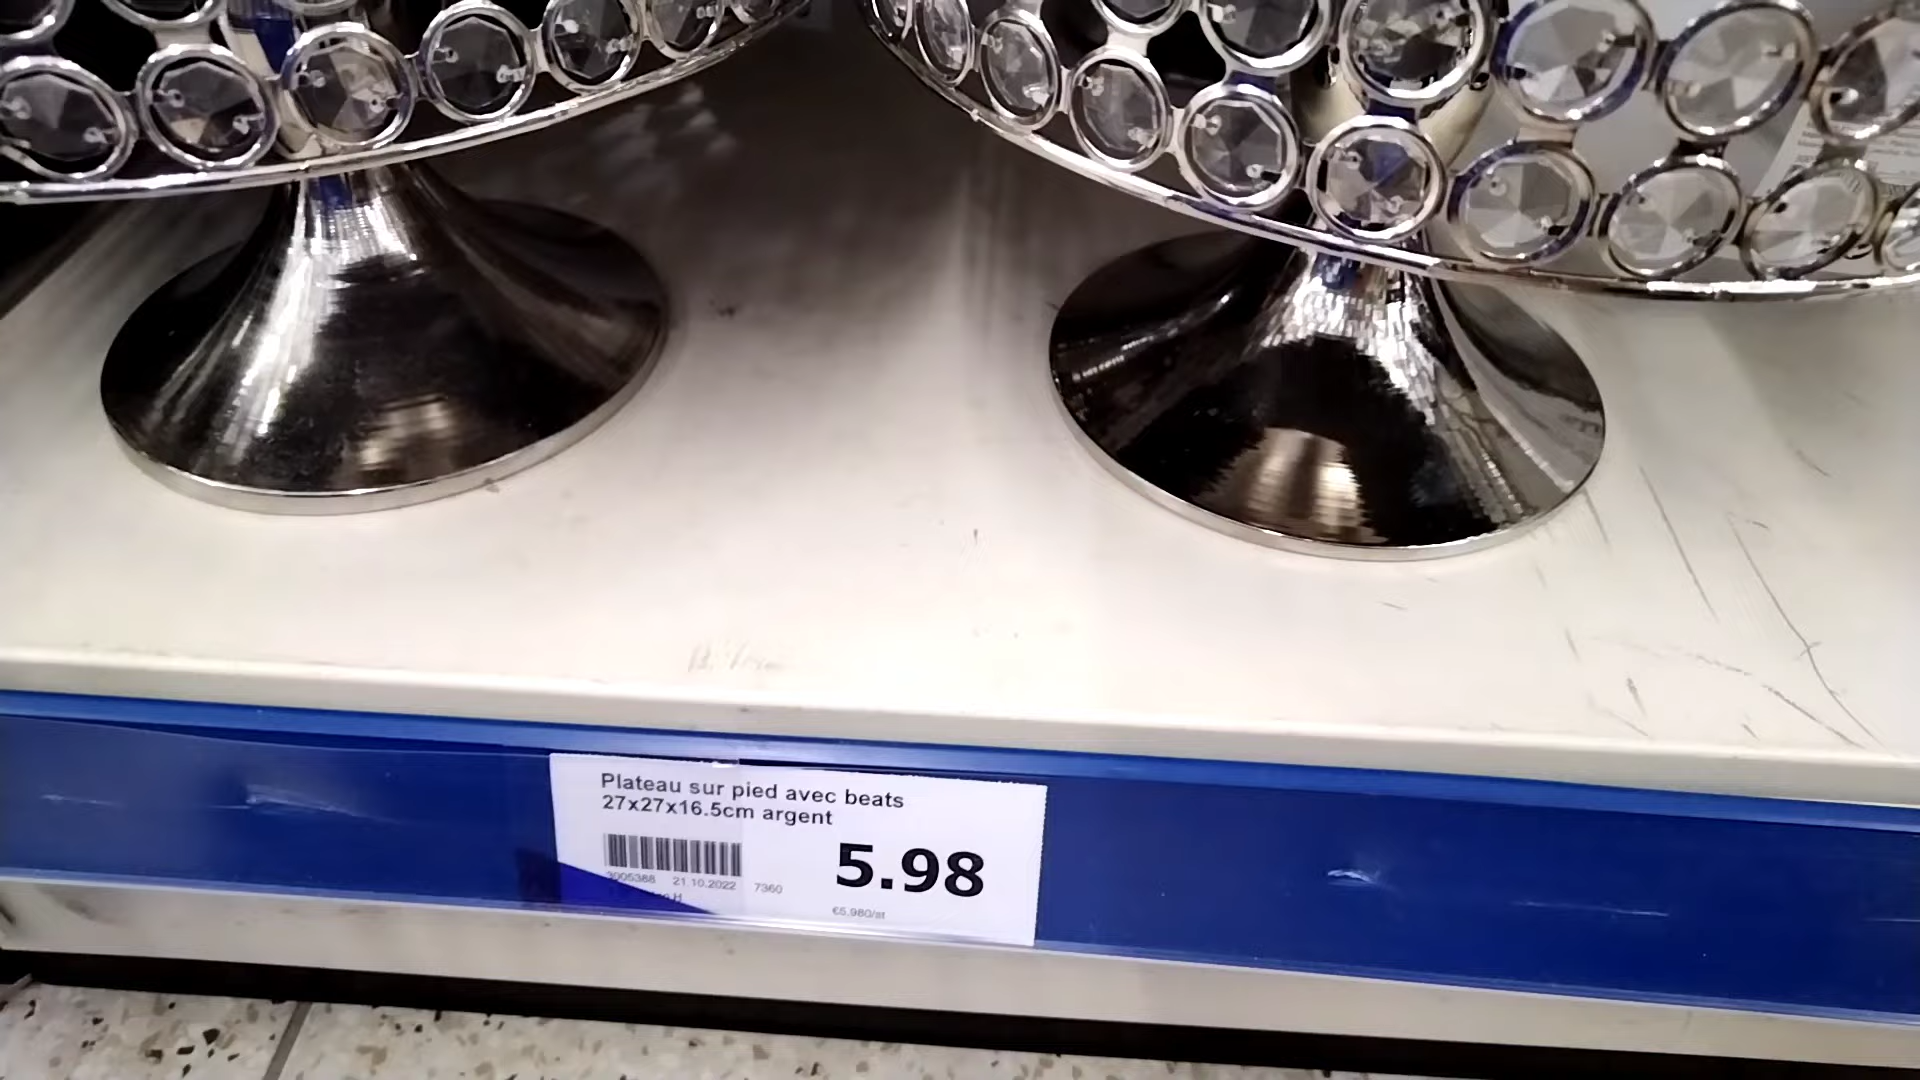 Plateau sur pied avec beats
27x27x16.5cm argent
5.98
3005388 21.10.2022 7360
€5.980/st